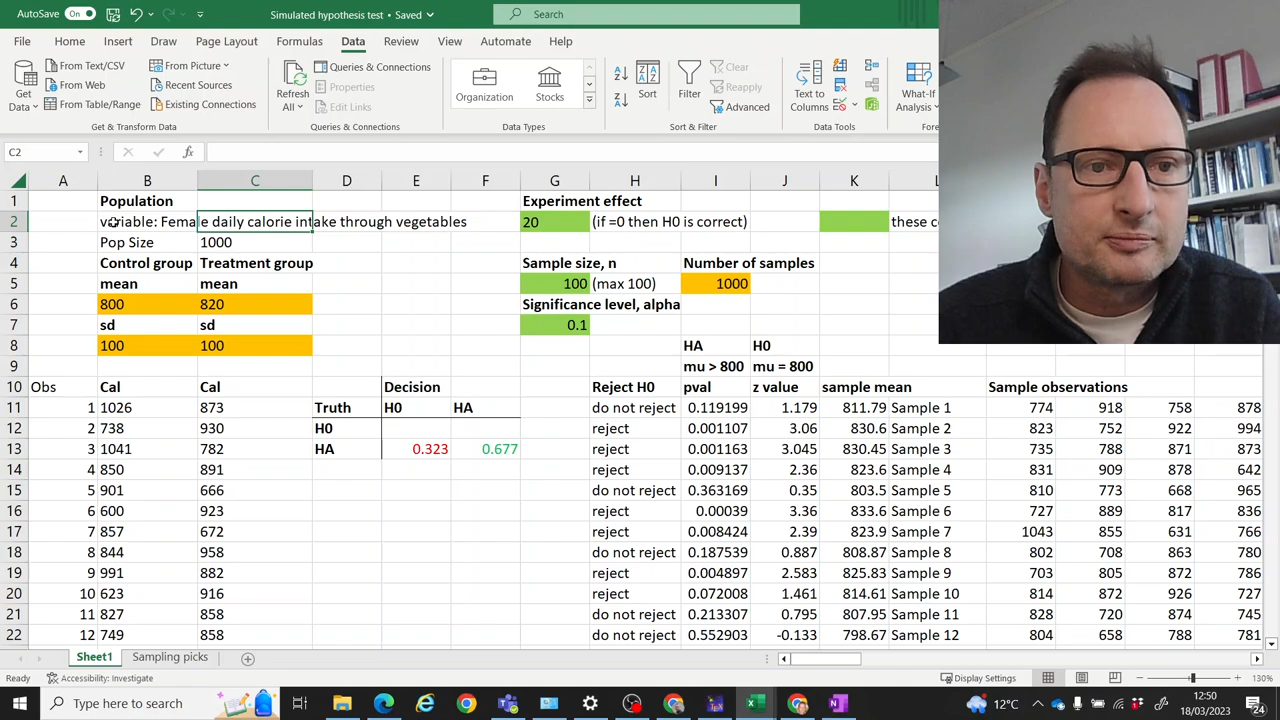 AutoSave On
Simulated hypothesis test • Saved
Search
File Home Insert Draw Page Layout Formulas Data Review View Automate Help
Get Data
From Text/CSV
From Web
From Table/Range
From Picture
Recent Sources
Existing Connections
Refresh All
Queries & Connections
Properties
Edit Links
Organization
Stocks
Sort
Filter
Clear
Reapply
Advanced
Text to Columns
What-If Analysis
Get & Transform Data
Queries & Connections
Data Types
Sort & Filter
Data Tools
C2
fx
A B C D E F G H I J K L
1 Population Experiment effect
2 variable: Female daily calorie intake through vegetables 20 (if =0 then H0 is correct) these
3 Pop Size 1000
4 Control group Treatment group Sample size, n Number of samples
5 mean mean 100 (max 100) 1000
6 800 820 Significance level, alpha
7 sd sd 0.1
8 100 100 HA H0
9 mu > 800 mu = 800
10 Obs Cal Cal Decision Reject H0 pval z value sample mean Sample observations
11 1 1026 873 Truth H0 HA do not reject 0.119199 1.179 811.79 Sample 1 774 918 758 878
12 2 738 930 H0 reject 0.001107 3.06 830.6 Sample 2 823 752 922 994
13 3 1041 782 HA 0.323 0.677 reject 0.001163 3.045 830.45 Sample 3 735 788 871 873
14 4 850 891 reject 0.009137 2.36 823.6 Sample 4 831 909 878 642
15 5 901 666 do not reject 0.363169 0.35 803.5 Sample 5 810 773 668 965
16 6 600 923 reject 0.00039 3.36 833.6 Sample 6 727 889 817 836
17 7 857 672 reject 0.008424 2.39 823.9 Sample 7 1043 855 631 766
18 8 844 958 do not reject 0.187539 0.887 808.87 Sample 8 802 708 863 780
19 9 991 882 reject 0.004897 2.583 825.83 Sample 9 703 805 872 786
20 10 623 916 reject 0.072008 1.461 814.61 Sample 10 814 872 926 727
21 11 827 858 do not reject 0.213307 0.795 807.95 Sample 11 828 720 874 745
22 12 749 858 do not reject 0.552903 -0.133 798.67 Sample 12 804 658 788 781
Sheet1 Sampling picks
Ready Accessibility: Investigate Display Settings 130%
Type here to search
12°C
12:50
18/03/2023
24